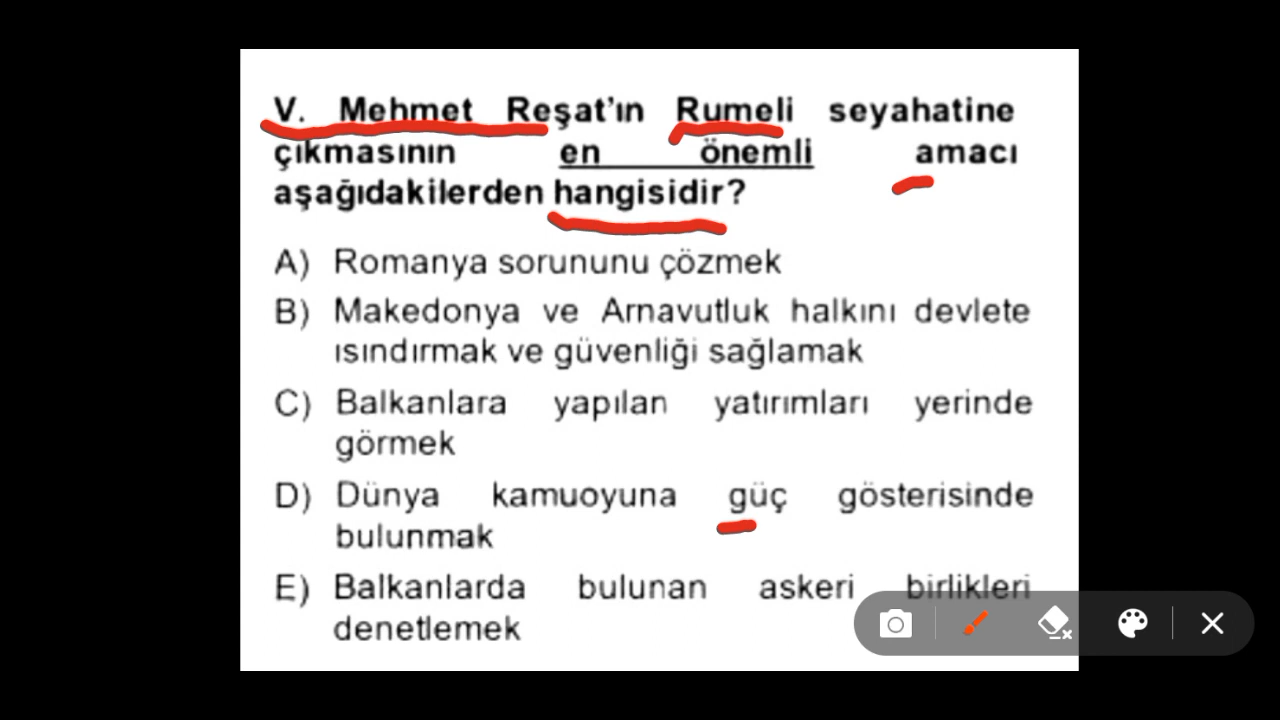 V. Mehmet Reşat'ın Rumeli seyahatine
çıkmasının en önemli amacı
aşağıdakilerden hangisidir?
A) Romanya sorununu çözmek
B) Makedonya ve Arnavutluk halkını devlete
ısındırmak ve güvenliği sağlamak
C) Balkanlara yapılan yatırımları yerinde
görmek
D) Dünya kamuoyuna güç gösterisinde
bulunmak
E) Balkanlarda bulunan askeri birlikleri
denetlemek